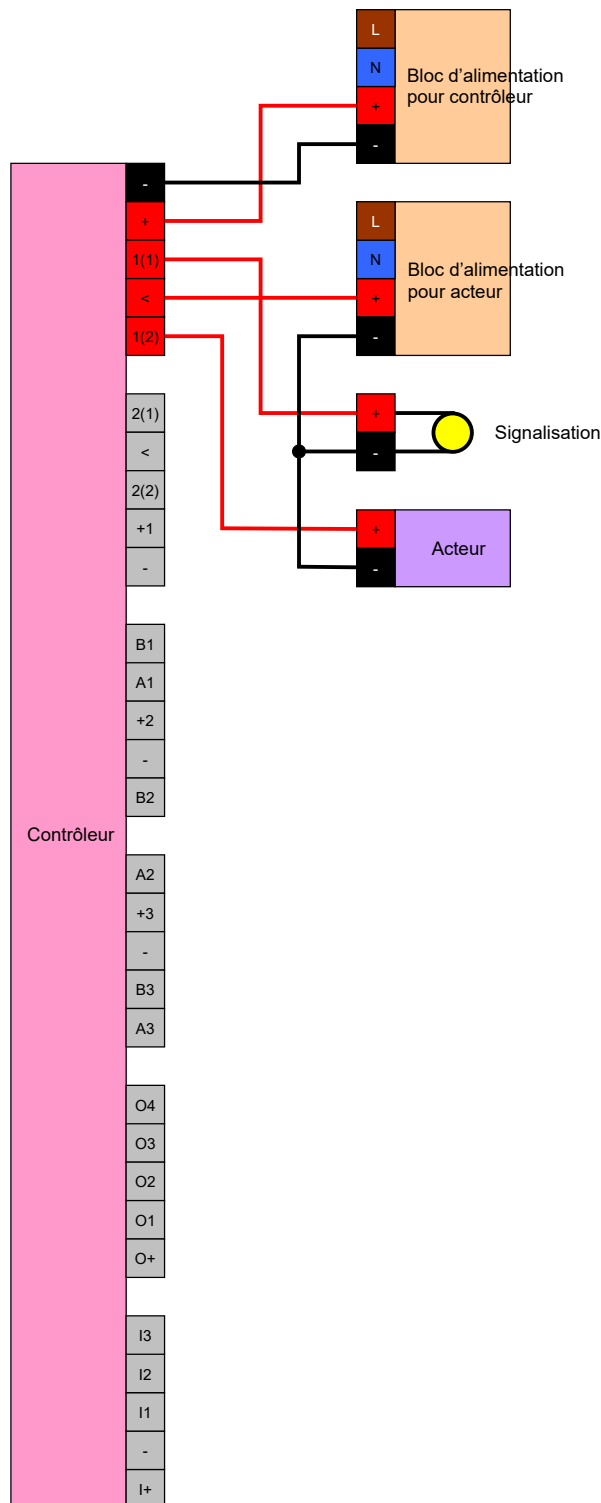 L
N
Bloc d'alimentation
pour contrôleur
+
-
-
+
1(1)
<
1(2)
L
N
Bloc d'alimentation
pour acteur
+
-
2(1)
<
2(2)
+1
-
+
-
Signalisation
+
-
Acteur
B1
A1
+2
-
B2
Contrôleur
A2
+3
-
B3
A3
O4
O3
O2
O1
O+
I3
I2
I1
-
I+